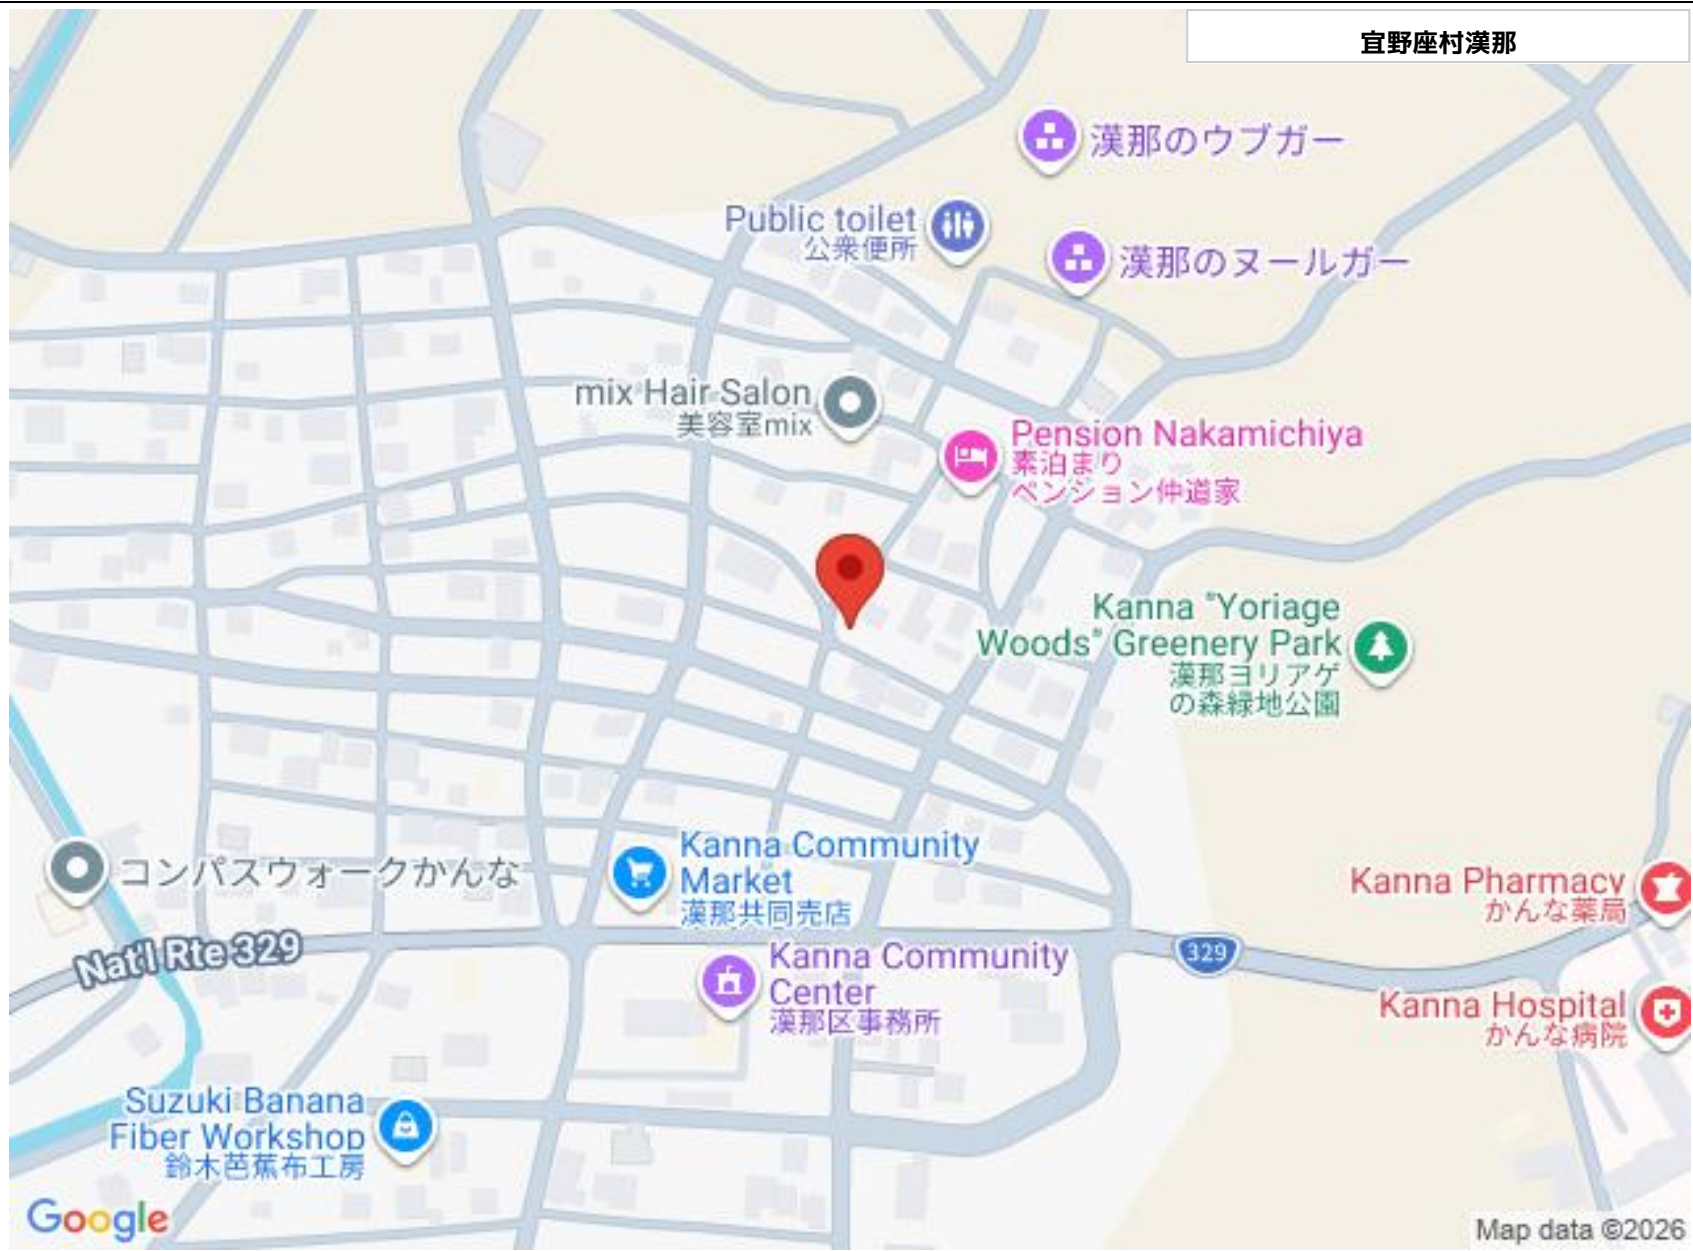 宜野座村漢那
漢那のウブガー
Public toilet
公衆便所
漢那のヌールガー
mix Hair Salon
美容室mix
Pension Nakamichiya
素泊まり
ペンション仲道家
Kanna "Yoriage
Woods" Greenery Park
漢那ヨリアゲ
の森緑地公園
Kanna Community
Market
漢那共同売店
コンパスウォークかんな
Kanna Pharmacy
かんな薬局
Nat'l Rte 329
329
Kanna Community
Center
漢那区事務所
Kanna Hospital
かんな病院
Suzuki Banana
Fiber Workshop
鈴木芭蕉布工房
Google
Map data ©2026